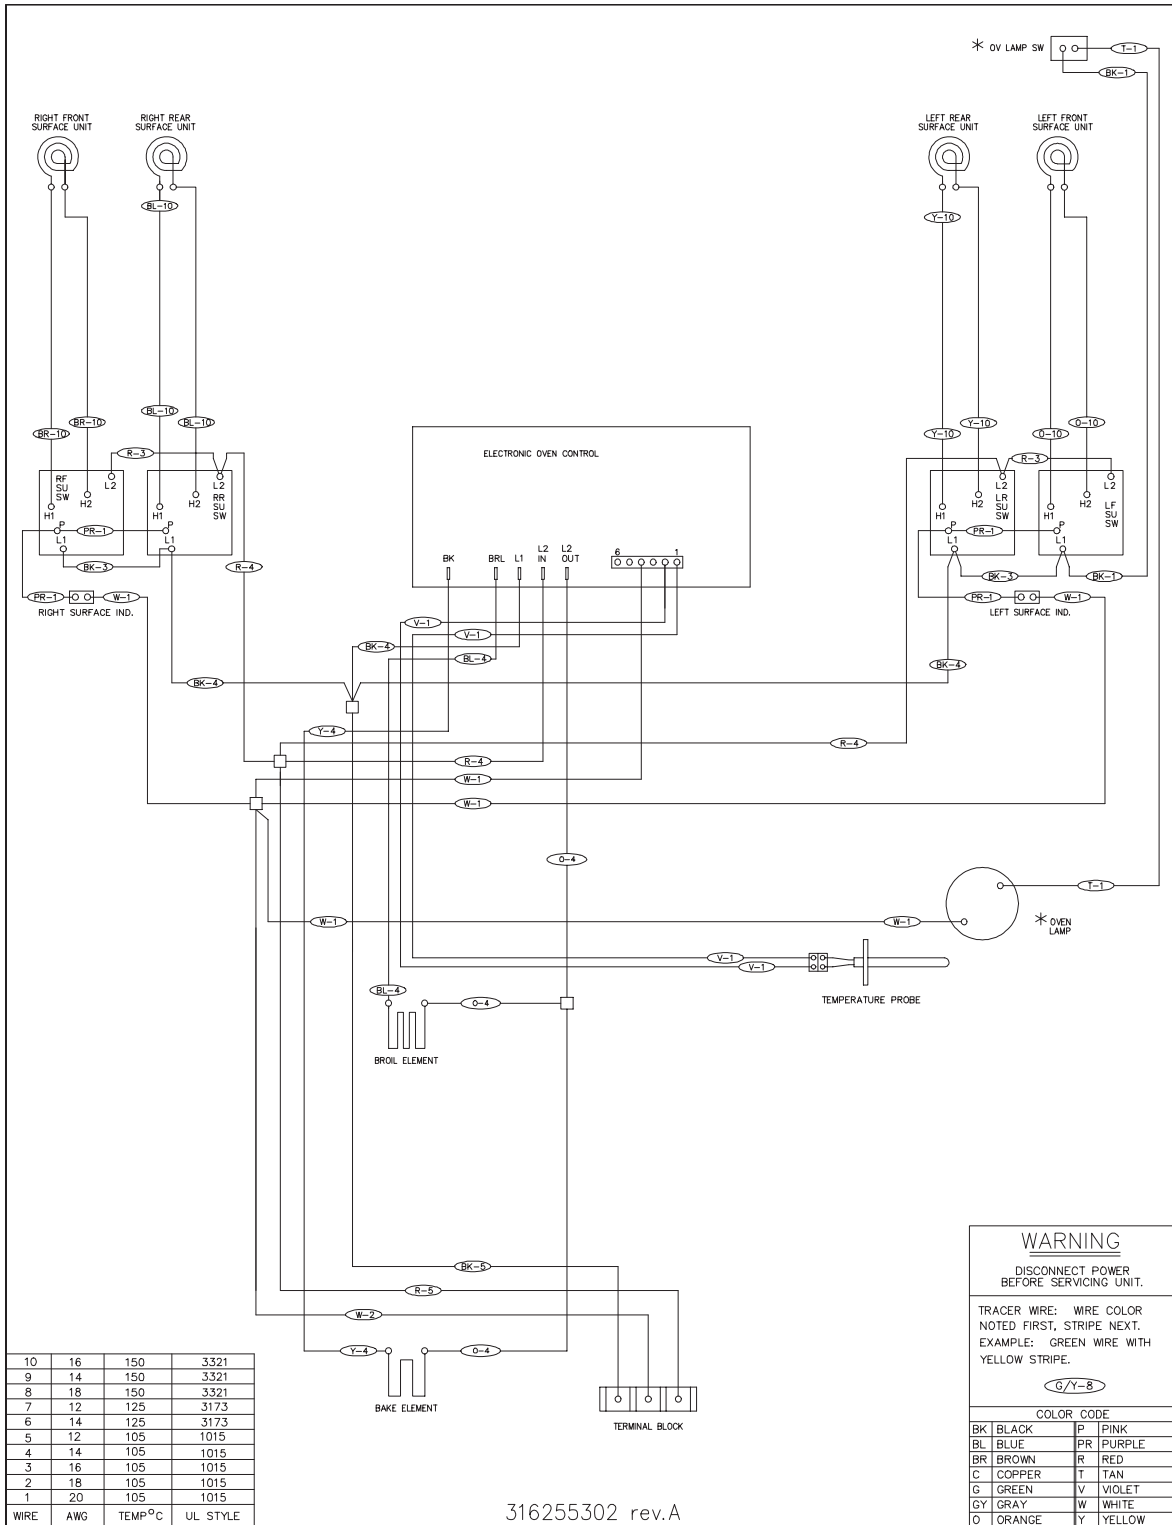 * OV LAMP SW
T-1
BK-1
RIGHT FRONT
SURFACE UNIT
RIGHT REAR
SURFACE UNIT
LEFT REAR
SURFACE UNIT
LEFT FRONT
SURFACE UNIT
BL-10
Y-10
BL-10
BR-10
BL-10
BR-10
Y-10
O-10
Y-10
O-10
R-3
ELECTRONIC OVEN CONTROL
R-3
RF
SU
SW
L2
H2
H1
P
L1
PR-1
BK-3
L2
RR
SU
SW
H2
H1
P
L1
R-4
L2
LR
SU
SW
H2
H1
P
L1
PR-1
BK-3
L2
LF
SU
SW
H2
H1
P
L1
BK-1
BK
BRL
L1
L2
IN
L2
OUT
6
1
PR-1
W-1
RIGHT SURFACE IND.
PR-1
W-1
LEFT SURFACE IND.
V-1
V-1
BK-4
BL-4
BK-4
BK-4
Y-4
R-4
R-4
W-1
W-1
O-4
T-1
W-1
W-1
* OVEN
LAMP
V-1
V-1
TEMPERATURE PROBE
BL-4
O-4
BROIL ELEMENT
BK-5
R-5
W-2
Y-4
O-4
BAKE ELEMENT
TERMINAL BLOCK
WARNING
DISCONNECT POWER
BEFORE SERVICING UNIT.
TRACER WIRE: WIRE COLOR
NOTED FIRST, STRIPE NEXT.
EXAMPLE: GREEN WIRE WITH
YELLOW STRIPE.
G/Y-8
COLOR CODE
BK BLACK P PINK
BL BLUE PR PURPLE
BR BROWN R RED
C COPPER T TAN
G GREEN V VIOLET
GY GRAY W WHITE
O ORANGE Y YELLOW
10 16 150 3321
9 14 150 3321
8 18 150 3321
7 12 125 3173
6 14 125 3173
5 12 105 1015
4 14 105 1015
3 16 105 1015
2 18 105 1015
1 20 105 1015
WIRE AWG TEMP°C UL STYLE
316255302 rev.A